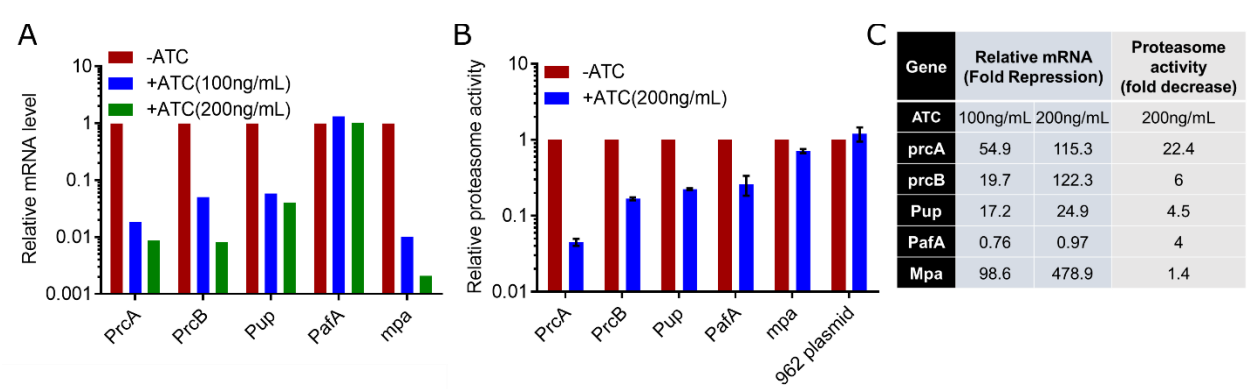 A
-ATC
+ATC(100ng/mL)
+ATC(200ng/mL)
Relative mRNA level
10
1
0.1
0.01
0.001
PrcA
PrcB
Pup
PafA
mpa
B
-ATC
+ATC(200ng/mL)
Relative proteasome activity
10
1
0.1
0.01
PrcA
PrcB
Pup
PafA
mpa
962 plasmid
C
Gene Relative mRNA (Fold Repression) Proteasome activity (fold decrease)
ATC 100ng/mL 200ng/mL 200ng/mL
prcA 54.9 115.3 22.4
prcB 19.7 122.3 6
Pup 17.2 24.9 4.5
PafA 0.76 0.97 4
Mpa 98.6 478.9 1.4